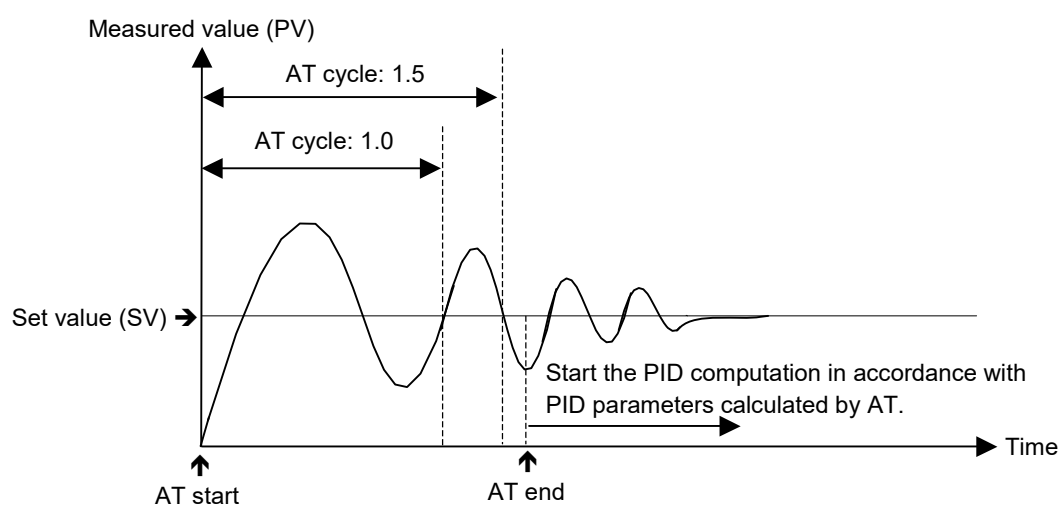 Measured value (PV)
AT cycle: 1.5
AT cycle: 1.0
Set value (SV) ➔
Start the PID computation in accordance with
PID parameters calculated by AT.
Time
AT start
AT end